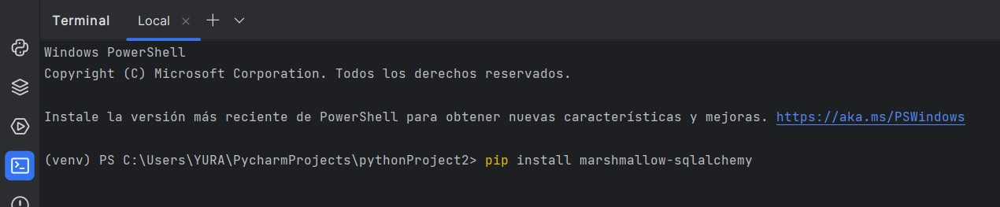 Terminal Local
Windows PowerShell
Copyright (C) Microsoft Corporation. Todos los derechos reservados.
Instale la versión más reciente de PowerShell para obtener nuevas características y mejoras. https://aka.ms/PSWindows
(venv) PS C:\Users\YURA\PycharmProjects\pythonProject2> pip install marshmallow-sqlalchemy